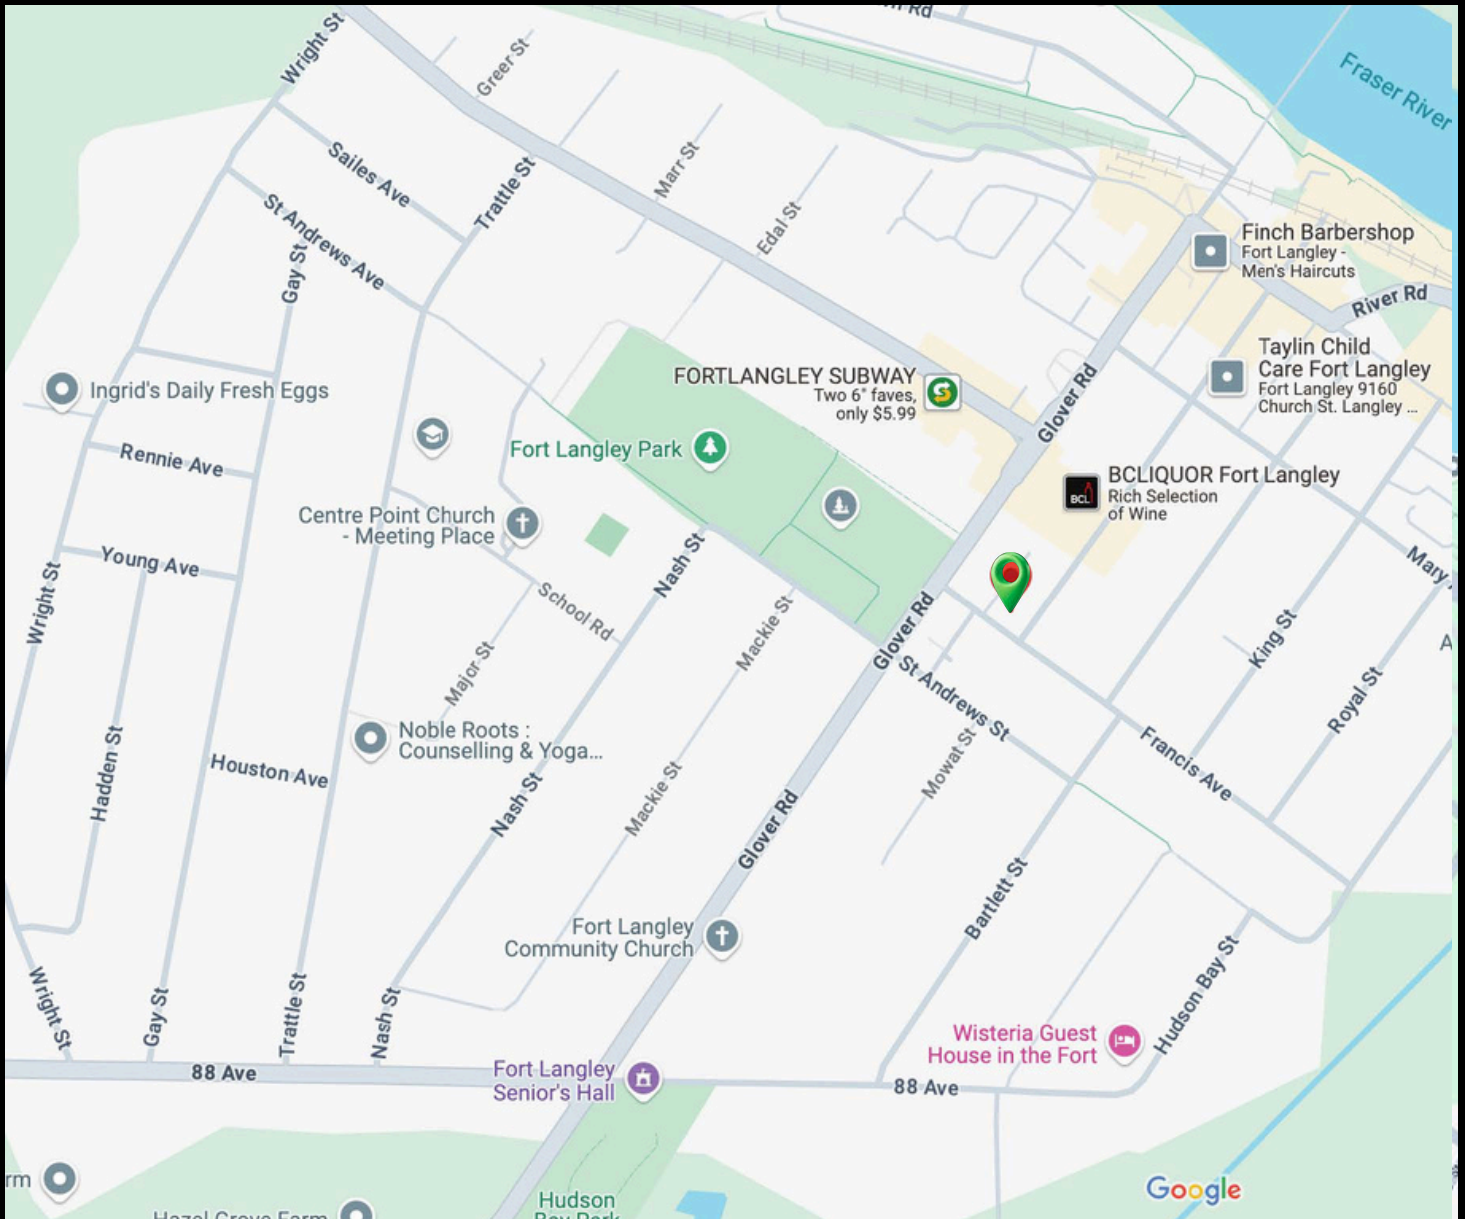 Wright St
Greer St
Rd
Fraser River
Sailes Ave
Trattle St
Marr St
St Andrews Ave
Gay St
Edal St
Finch Barbershop
Fort Langley -
Men's Haircuts
River Rd
Taylin Child
Care Fort Langley
Fort Langley 9160
Church St. Langley ...
FORTLANGLEY SUBWAY
Two 6" faves,
only $5.99
Glover Rd
Ingrid's Daily Fresh Eggs
Fort Langley Park
Rennie Ave
BCLIQUOR Fort Langley
Rich Selection
of Wine
BCL
Centre Point Church
- Meeting Place
Young Ave
Nash St
Mary
Wright St
School Rd
Mackie St
Glover Rd
King St
A
Major St
St Andrews St
Royal St
Noble Roots :
Counselling & Yoga...
Hadden St
Houston Ave
Mowat St
Francis Ave
Nash St
Mackie St
Glover Rd
Bartlett St
Fort Langley
Community Church
Hudson Bay St
Wright St
Gay St
Trattle St
Nash St
Wisteria Guest
House in the Fort
88 Ave
Fort Langley
Senior's Hall
88 Ave
rm
Google
Hudson
Bay Park
Hazel Grove Farm